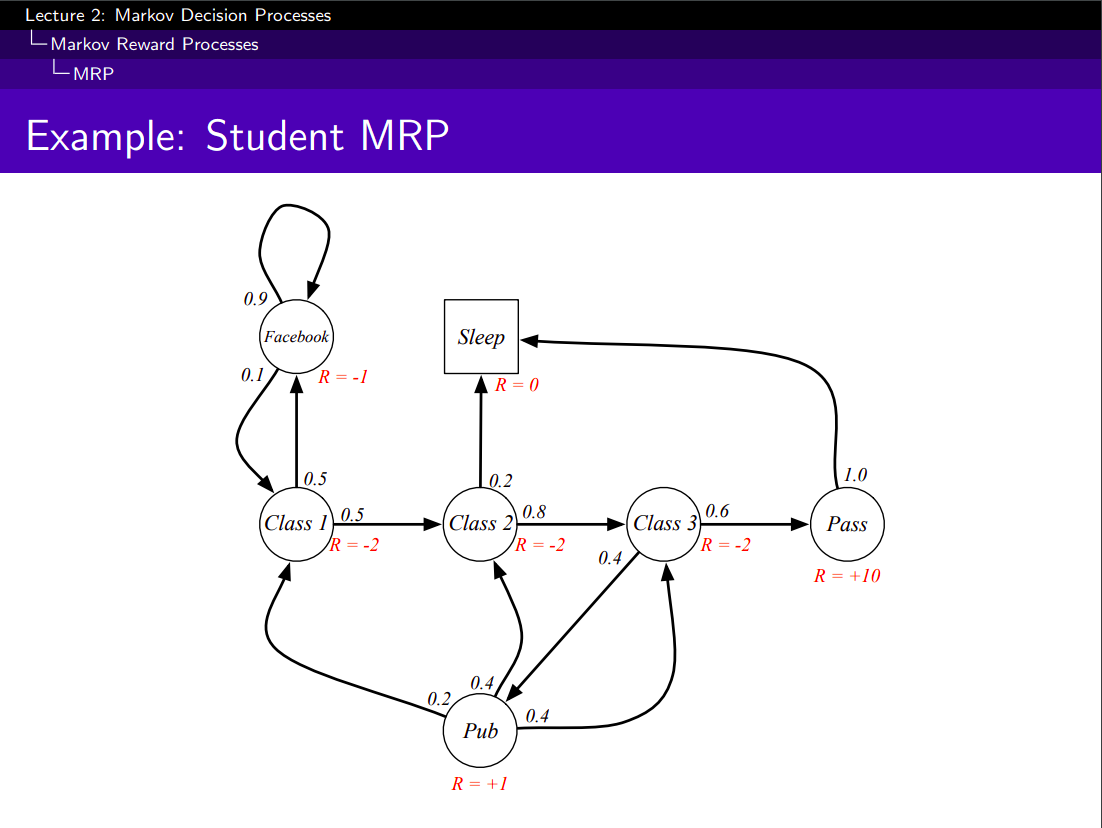 Lecture 2: Markov Decision Processes
Markov Reward Processes
MRP
Example: Student MRP
0.9
Facebook
Sleep
0.1
R = -1
R = 0
0.5
0.2
1.0
Class 1
0.5
R = -2
Class 2
0.8
R = -2
Class 3
0.6
R = -2
Pass
0.4
R = +10
0.2
0.4
0.4
Pub
R = +1